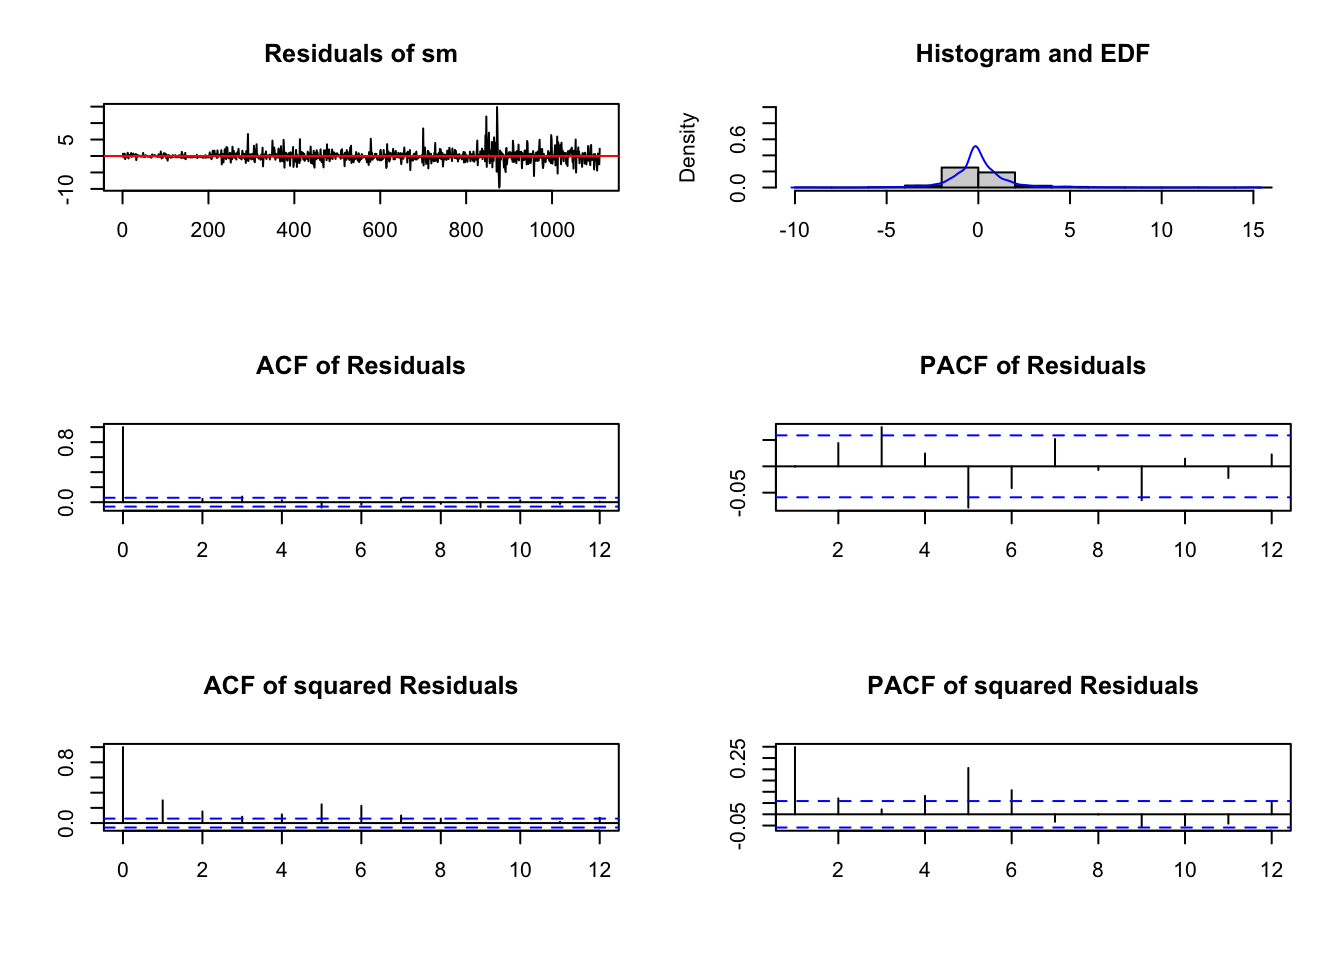 Residuals of sm
5
-10
0 200 400 600 800 1000
Histogram and EDF
Density
0.6
0.0
-10 -5 0 5 10 15
ACF of Residuals
0.8
0.0
0 2 4 6 8 10 12
PACF of Residuals
-0.05
2 4 6 8 10 12
ACF of squared Residuals
0.8
0.0
0 2 4 6 8 10 12
PACF of squared Residuals
0.25
-0.05
2 4 6 8 10 12